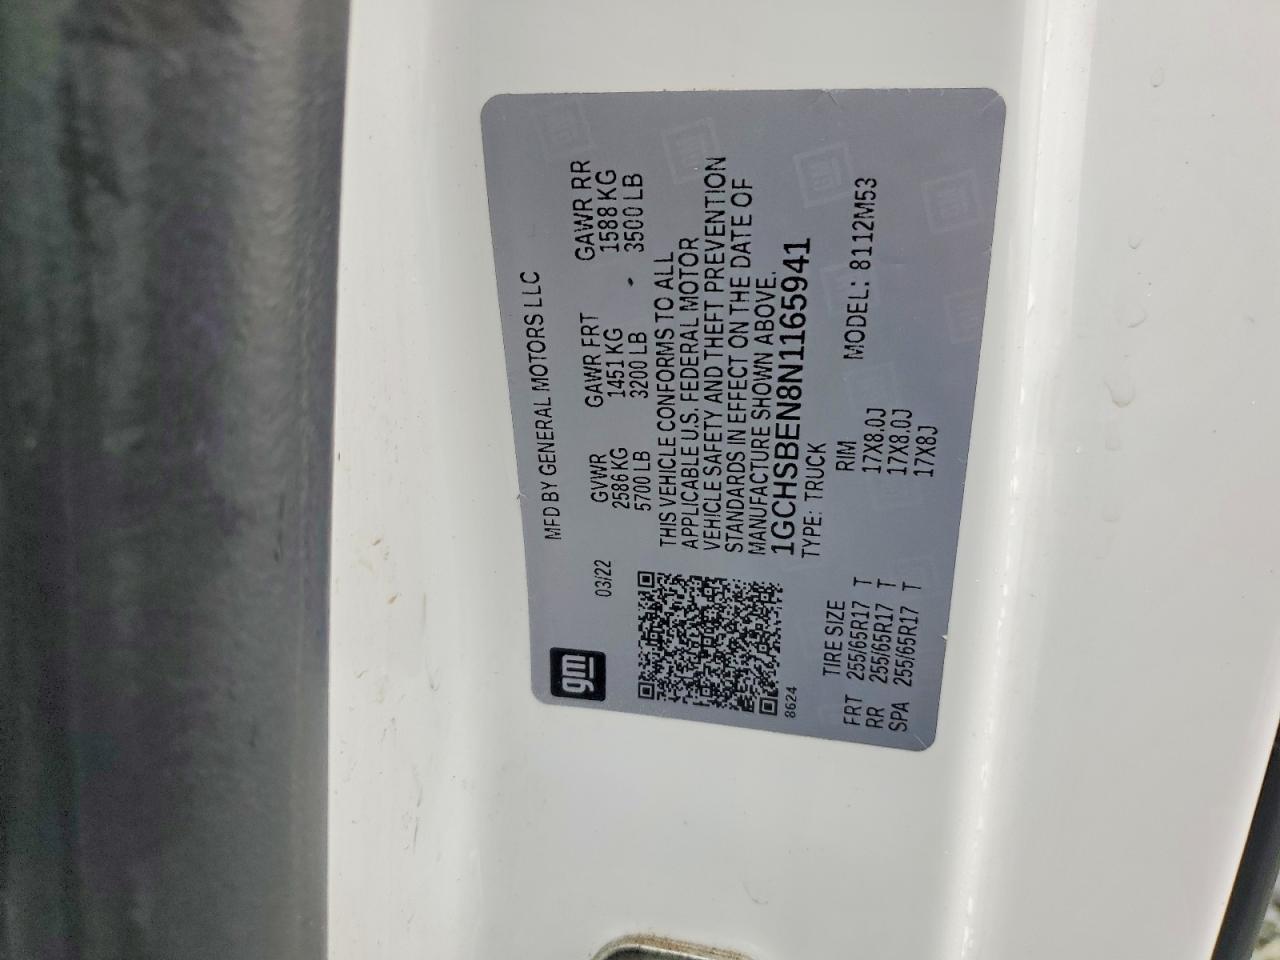 gm
MFD BY GENERAL MOTORS LLC
03/22 GVWR GAWR FRT GAWR RR
2586 KG 1451 KG 1588 KG
5700 LB 3200 LB 3500 LB
THIS VEHICLE CONFORMS TO ALL
APPLICABLE U.S. FEDERAL MOTOR
VEHICLE SAFETY AND THEFT PREVENTION
STANDARDS IN EFFECT ON THE DATE OF
MANUFACTURE SHOWN ABOVE.
1GCHSBEN8N1165941
8624 TYPE: TRUCK
TIRE SIZE RIM MODEL: 8112M53
FRT 255/65R17 T 17X8.0J
RR 255/65R17 T 17X8.0J
SPA 255/65R17 T 17X8J